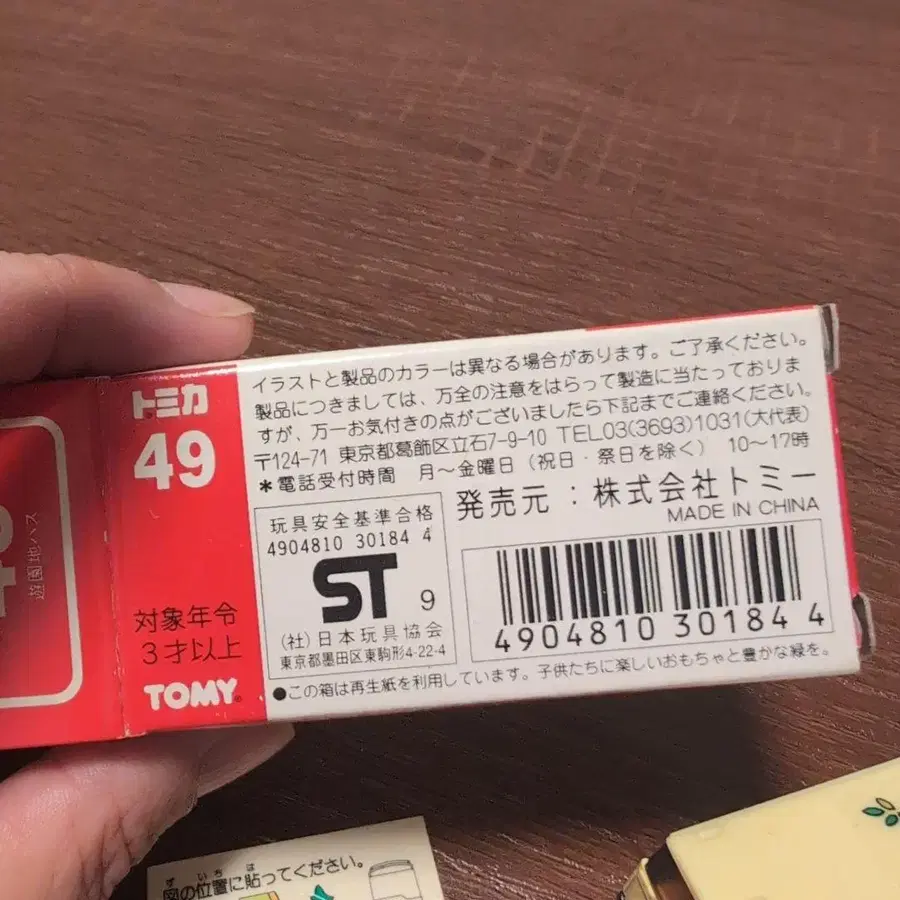 トミカ
49
対象年令
3才以上
TOMY
遊園地バス
イラストと製品のカラーは異なる場合があります。ご了承ください。
製品につきましては、万全の注意をはらって製造に当たっておりま
すが、万一お気付きの点がございましたら下記までご連絡ください。
〒124-71 東京都葛飾区立石7-9-10 TEL03(3693)1031(大代表)
*電話受付時間 月〜金曜日(祝日・祭日を除く) 10〜17時
発売元:株式会社トミー
MADE IN CHINA
玩具安全基準合格
4904810 30184 4
ST 9
(社)日本玩具協会
東京都墨田区東駒形4-22-4
4904810 301844
●この箱は再生紙を利用しています。子供たちに楽しいおもちゃと豊かな緑を。
図の位置に貼ってください。